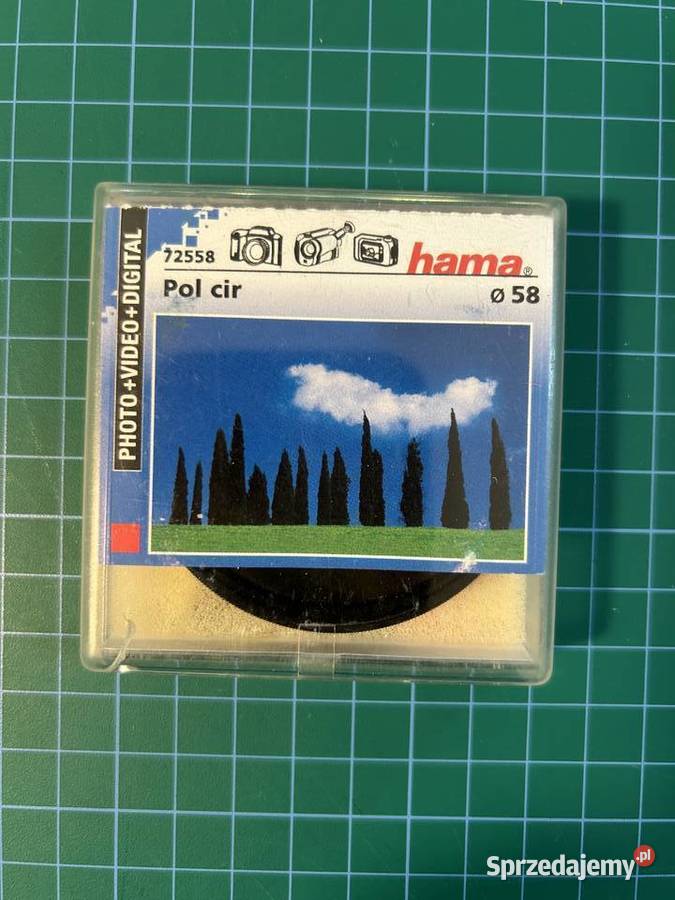 PHOTO+VIDEO+DIGITAL
72558
hama®
Pol cir
Ø 58
Sprzedajemy.pl